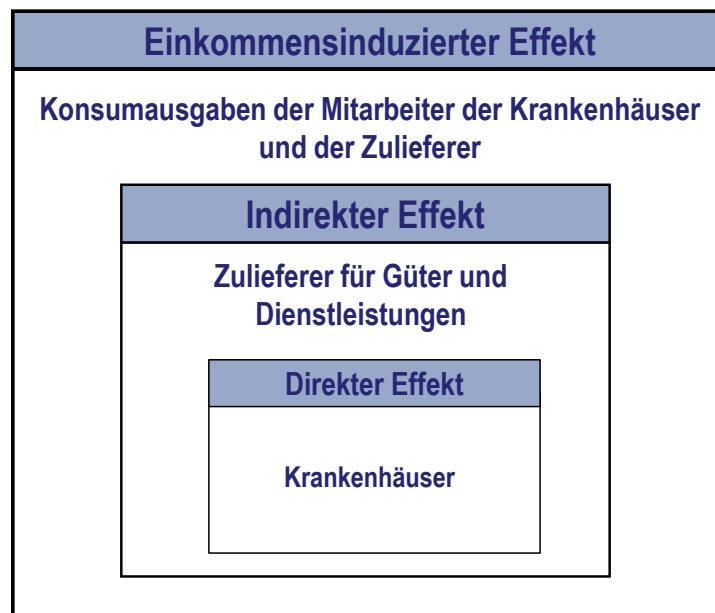 Einkommensinduzierter Effekt
Konsumausgaben der Mitarbeiter der Krankenhäuser
und der Zulieferer
Indirekter Effekt
Zulieferer für Güter und
Dienstleistungen
Direkter Effekt
Krankenhäuser